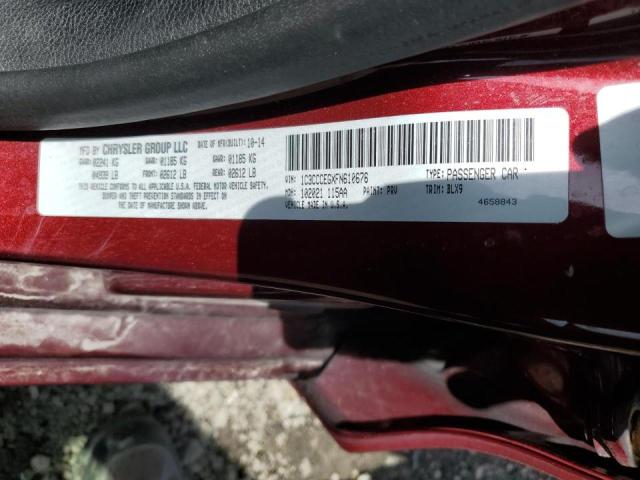 MFD BY CHRYSLER GROUP LLC DATE OF MFR(BUILT): 10-14
GVWR: 02241 KG GAWR: 01185 KG GAWR: 01185 KG
04939 LB FRONT: 02612 LB REAR: 02612 LB
THIS VEHICLE CONFORMS TO ALL APPLICABLE FEDERAL MOTOR VEHICLE SAFETY,
BUMPER AND THEFT PREVENTION STANDARDS IN EFFECT ON THE DATE OF MANUFACTURE
SHOWN ABOVE.
VIN: 1C3CCCEGXFN610676 TYPE: PASSENGER CAR
MDH: 102021 115AA PAINT: PRV TRIM: BLX9
VEHICLE MADE IN U.S.A. 4658843